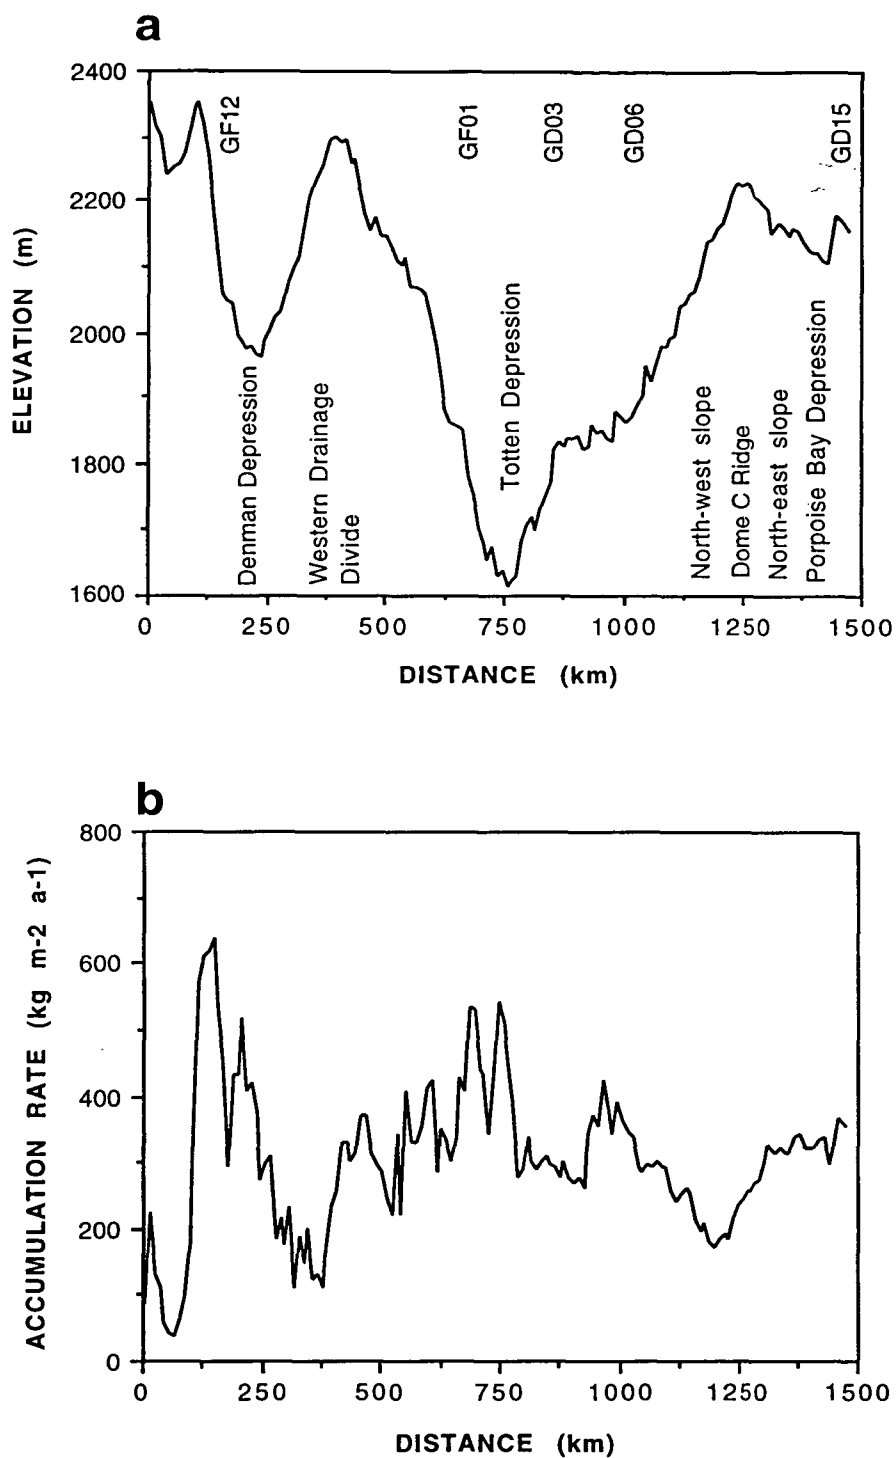 a
2400
2200
2000
1800
1600
ELEVATION (m)
GF12
GF01
GD03
GD06
GD15
Denman Depression
Western Drainage
Divide
Totten Depression
North-west slope
Dome C Ridge
North-east slope
Porpoise Bay Depression
0 250 500 750 1000 1250 1500
DISTANCE (km)
b
800
600
400
200
0
ACCUMULATION RATE (kg m-2 a-1)
0 250 500 750 1000 1250 1500
DISTANCE (km)